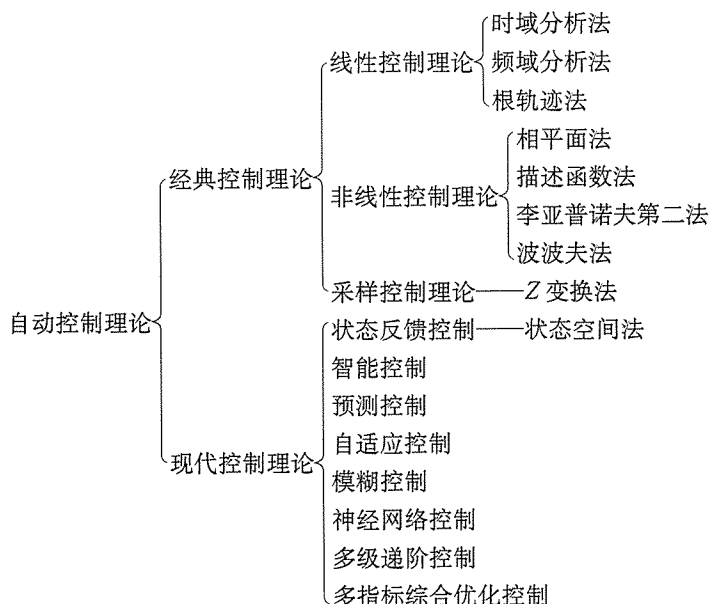 时域分析法
线性控制理论
频域分析法
根轨迹法
相平面法
经典控制理论
描述函数法
非线性控制理论
李亚普诺夫第二法
波波夫法
采样控制理论——Z 变换法
自动控制理论
状态反馈控制——状态空间法
智能控制
预测控制
自适应控制
现代控制理论
模糊控制
神经网络控制
多级递阶控制
多指标综合优化控制